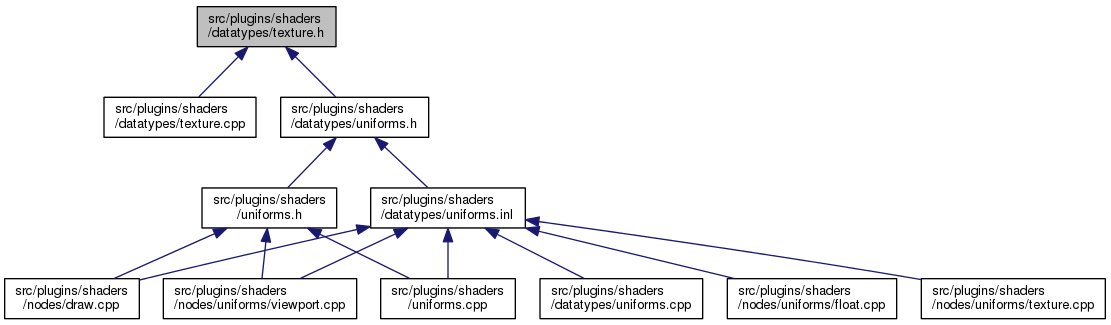 src/plugins/shaders
/datatypes/texture.h
src/plugins/shaders
/datatypes/texture.cpp
src/plugins/shaders
/datatypes/uniforms.h
src/plugins/shaders
/uniforms.h
src/plugins/shaders
/datatypes/uniforms.inl
src/plugins/shaders
/nodes/draw.cpp
src/plugins/shaders
/nodes/uniforms/viewport.cpp
src/plugins/shaders
/uniforms.cpp
src/plugins/shaders
/datatypes/uniforms.cpp
src/plugins/shaders
/nodes/uniforms/float.cpp
src/plugins/shaders
/nodes/uniforms/texture.cpp